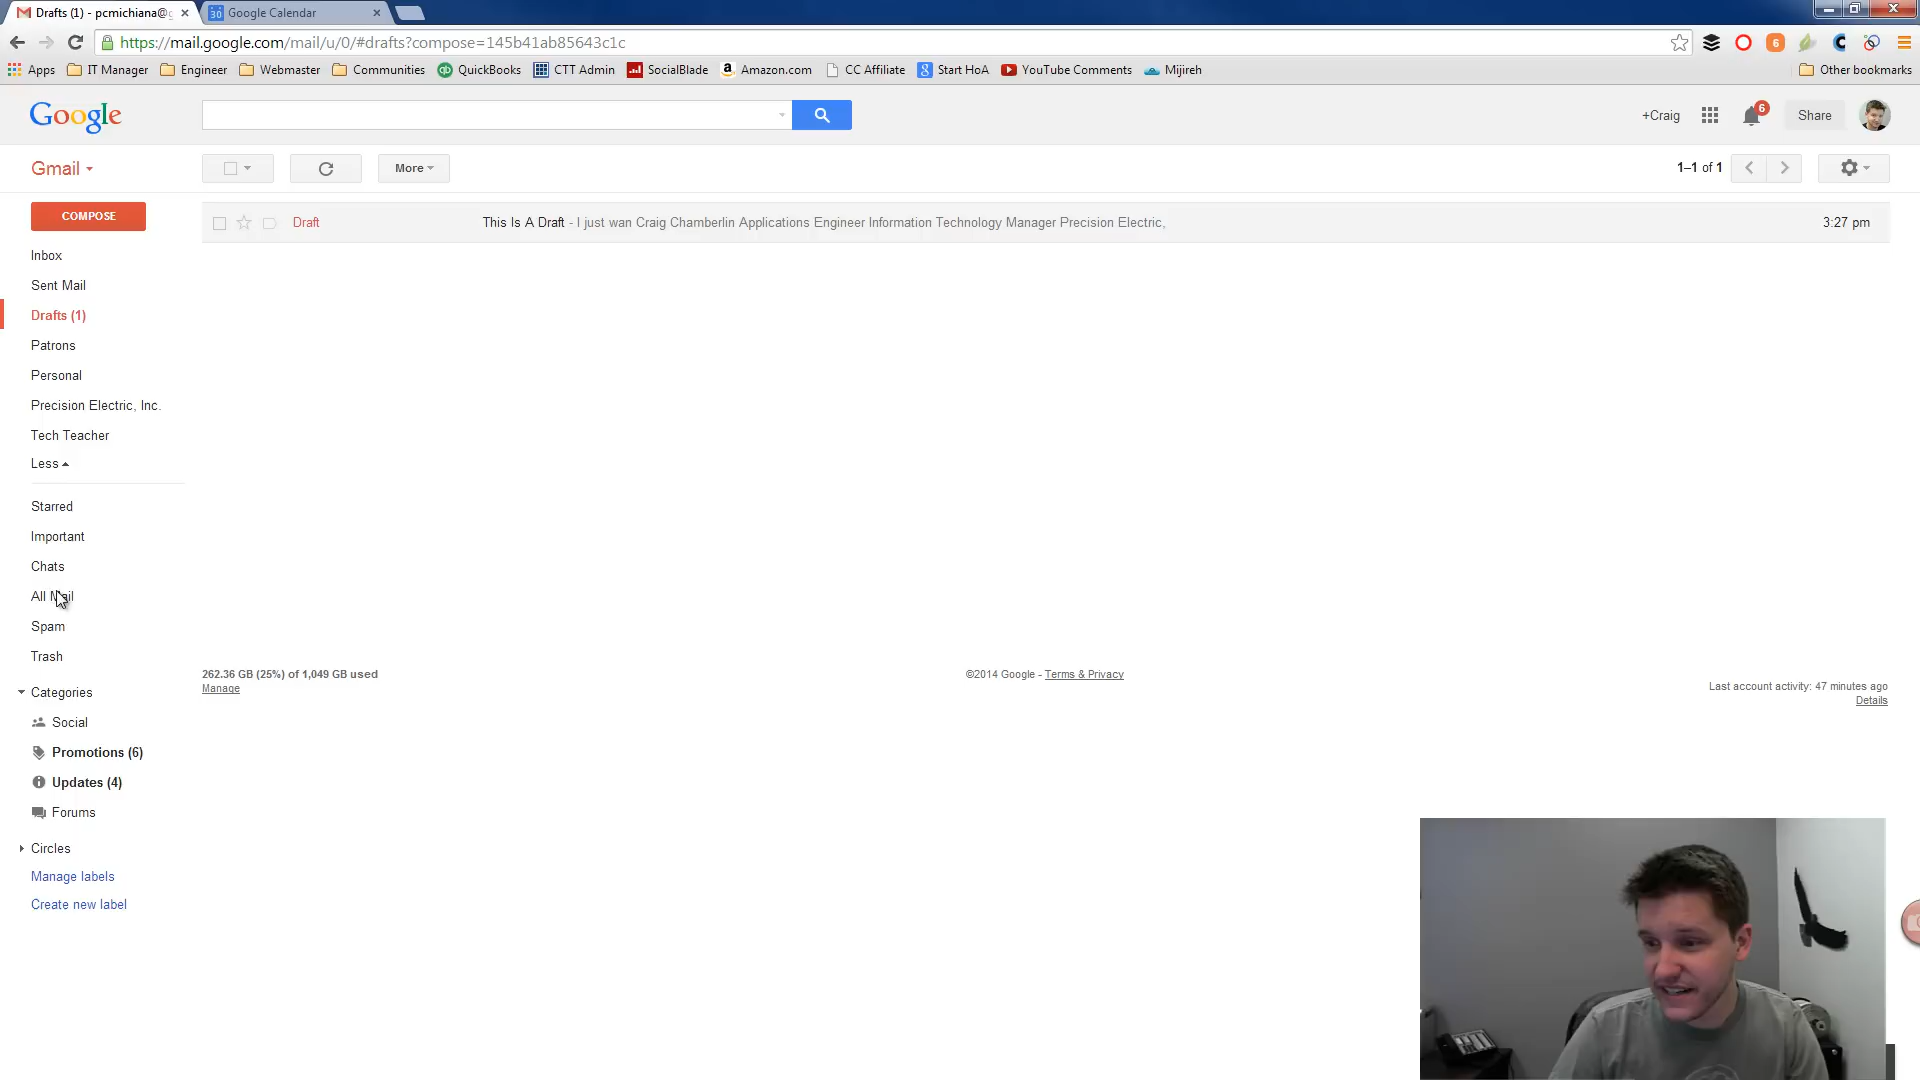 Drafts (1) - pcmichiana@g
Google Calendar
https://mail.google.com/mail/u/0/#drafts?compose=145b41ab85643c1c
6
Apps
IT Manager
Engineer
Webmaster
Communities
QuickBooks
CTT Admin
SocialBlade
Amazon.com
CC Affiliate
Start HoA
YouTube Comments
Mijireh
Other bookmarks
Google
+Craig
6
Share
Gmail
More
1–1 of 1
COMPOSE
Draft
This Is A Draft - I just wan Craig Chamberlin Applications Engineer Information Technology Manager Precision Electric,
3:27 pm
Inbox
Sent Mail
Drafts (1)
Patrons
Personal
Precision Electric, Inc.
Tech Teacher
Less
Starred
Important
Chats
All Mail
Spam
Trash
262.36 GB (25%) of 1,049 GB used
Manage
©2014 Google - Terms & Privacy
Last account activity: 47 minutes ago
Details
Categories
Social
Promotions (6)
Updates (4)
Forums
Circles
Manage labels
Create new label